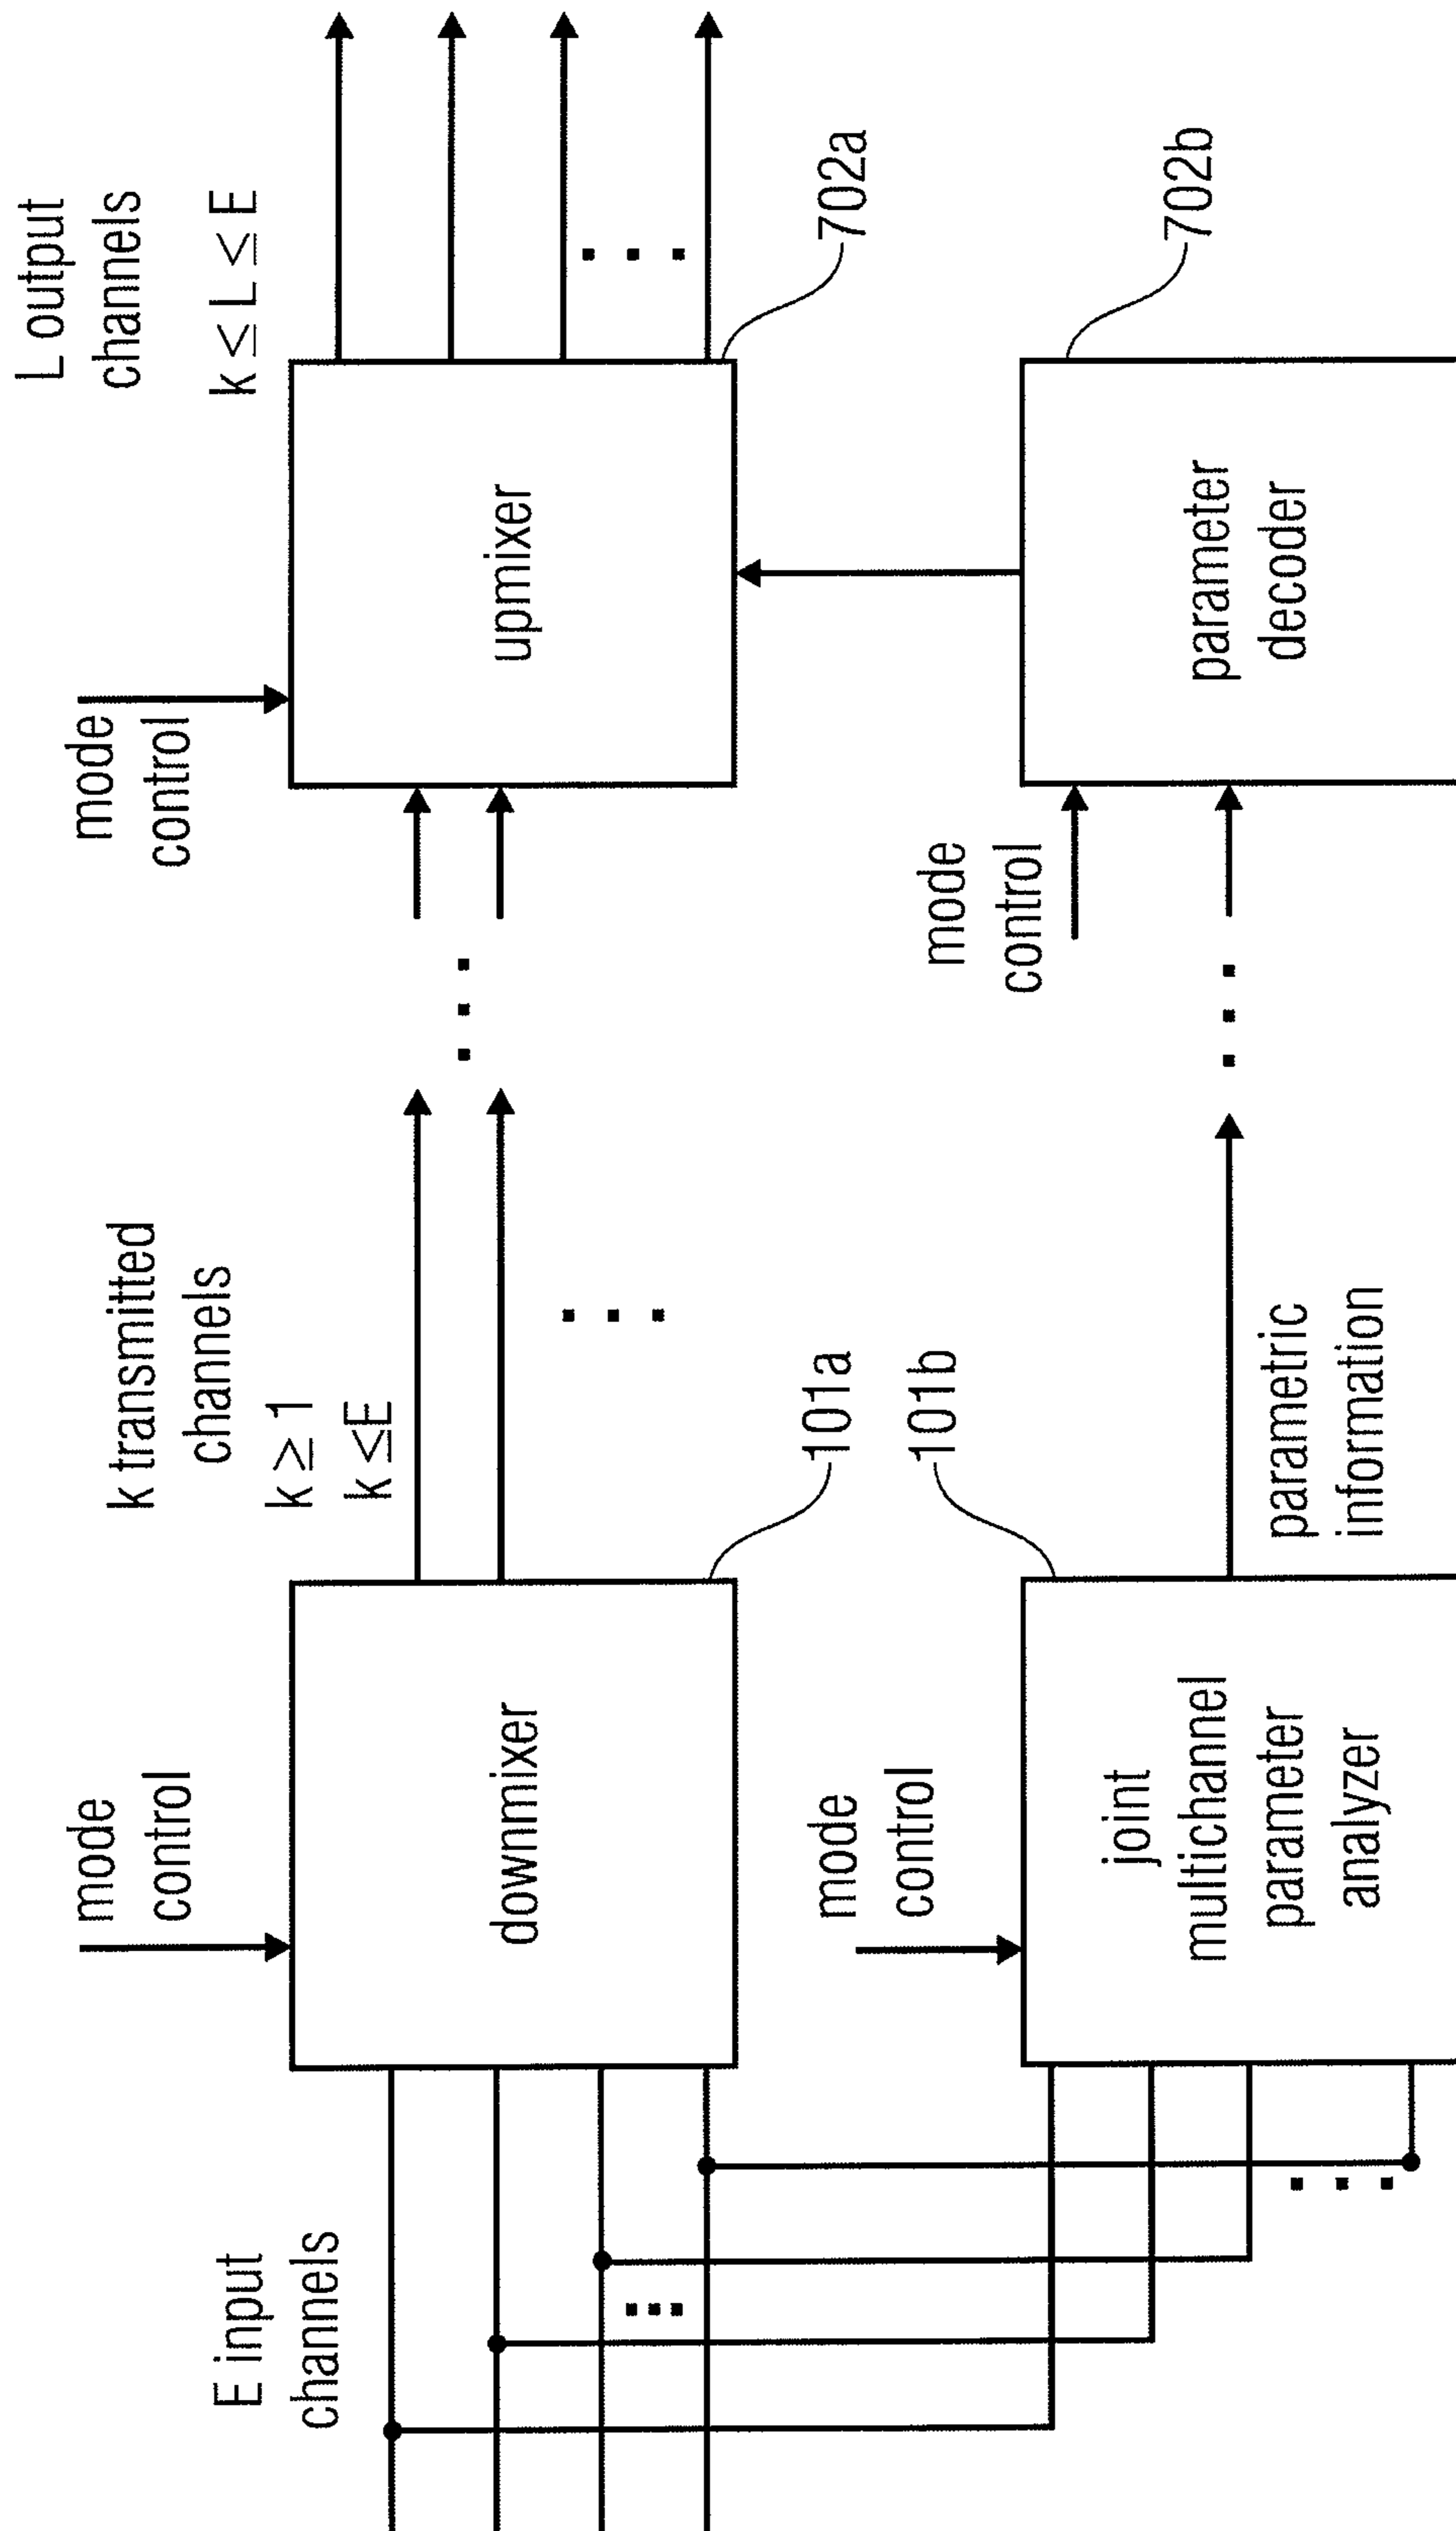 E input
channels
mode
control
downmixer
k transmitted
channels
k ≥ 1
k ≤ E
101a
mode
control
upmixer
L output
channels
k ≤ L ≤ E
702a
mode
control
joint
multichannel
parameter
analyzer
101b
parametric
information
mode
control
parameter
decoder
702b